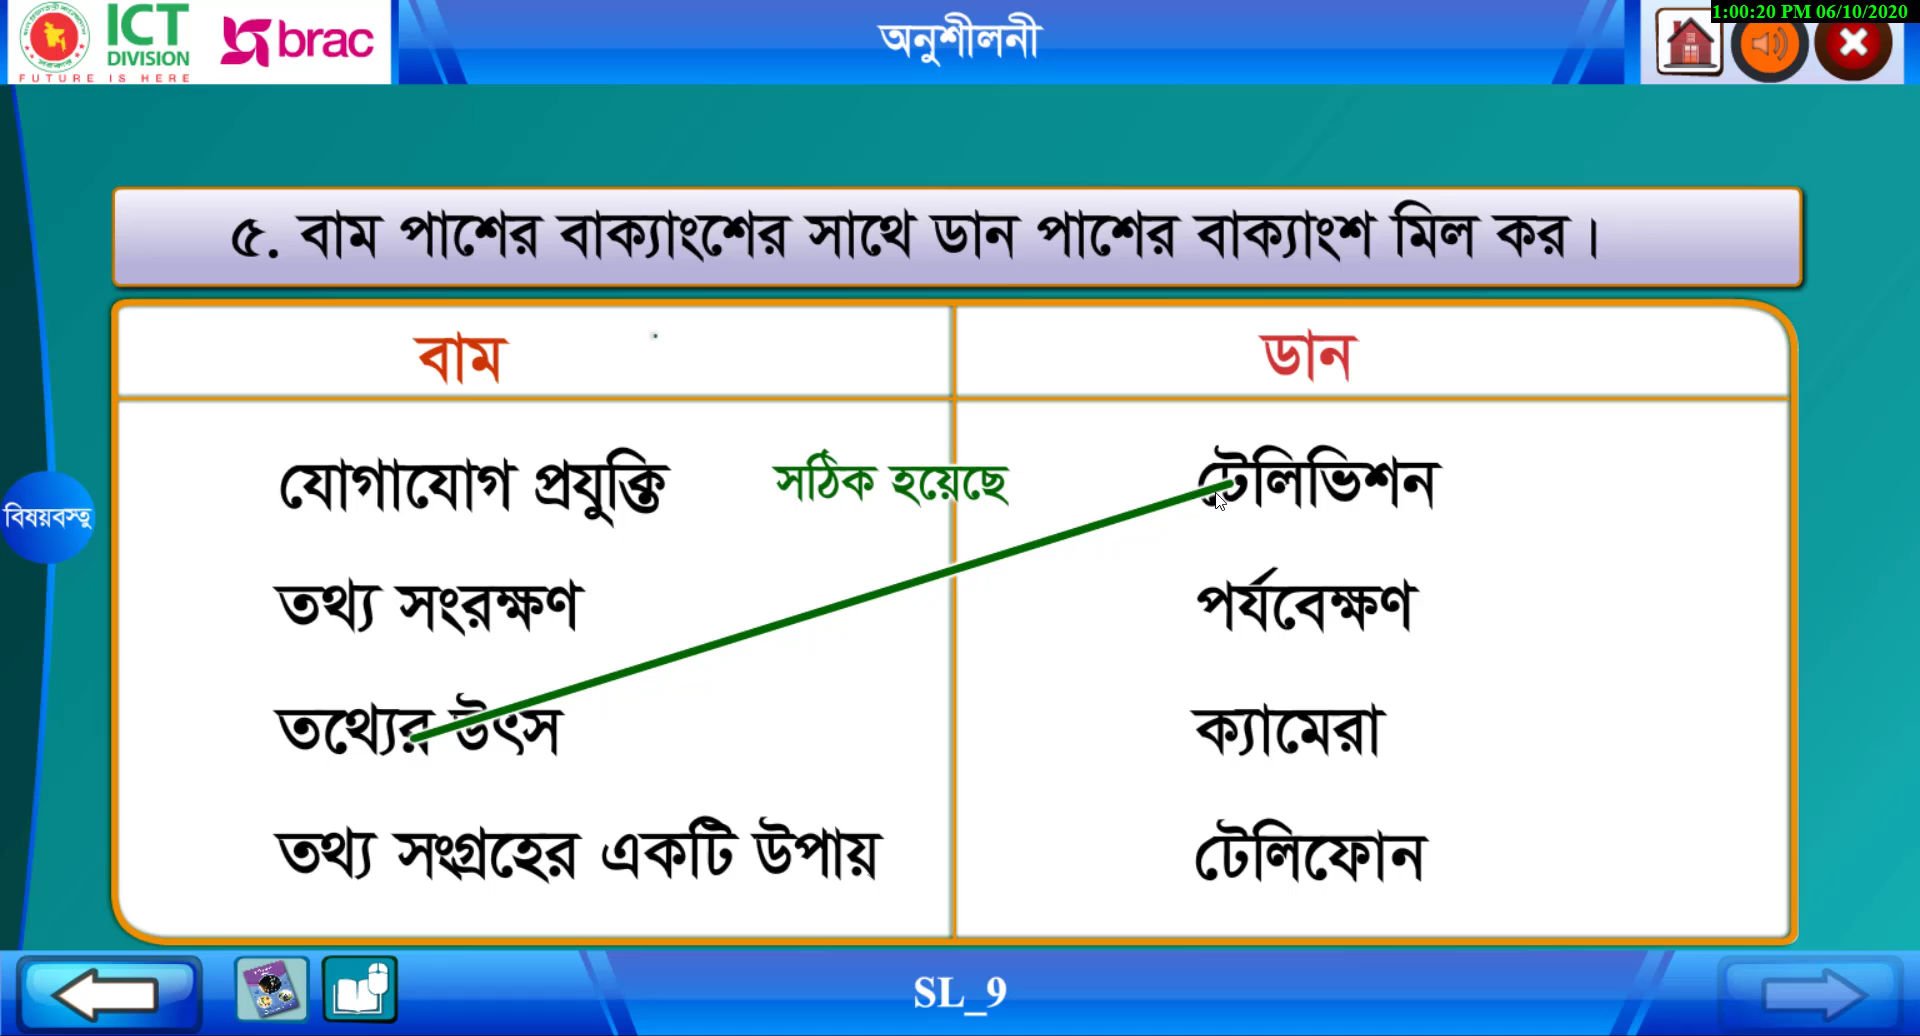 1:00:20 PM 06/10/2020
ICT
DIVISION
FUTURE IS HERE
brac
অনুশীলনী
৫. বাম পাশের বাক্যাংশের সাথে ডান পাশের বাক্যাংশ মিল কর।
বাম
ডান
যোগাযোগ প্রযুক্তি
সঠিক হয়েছে
টেলিভিশন
তথ্য সংরক্ষণ
পর্যবেক্ষণ
তথ্যের উৎস
ক্যামেরা
তথ্য সংগ্রহের একটি উপায়
টেলিফোন
বিষয়বস্তু
SL_9